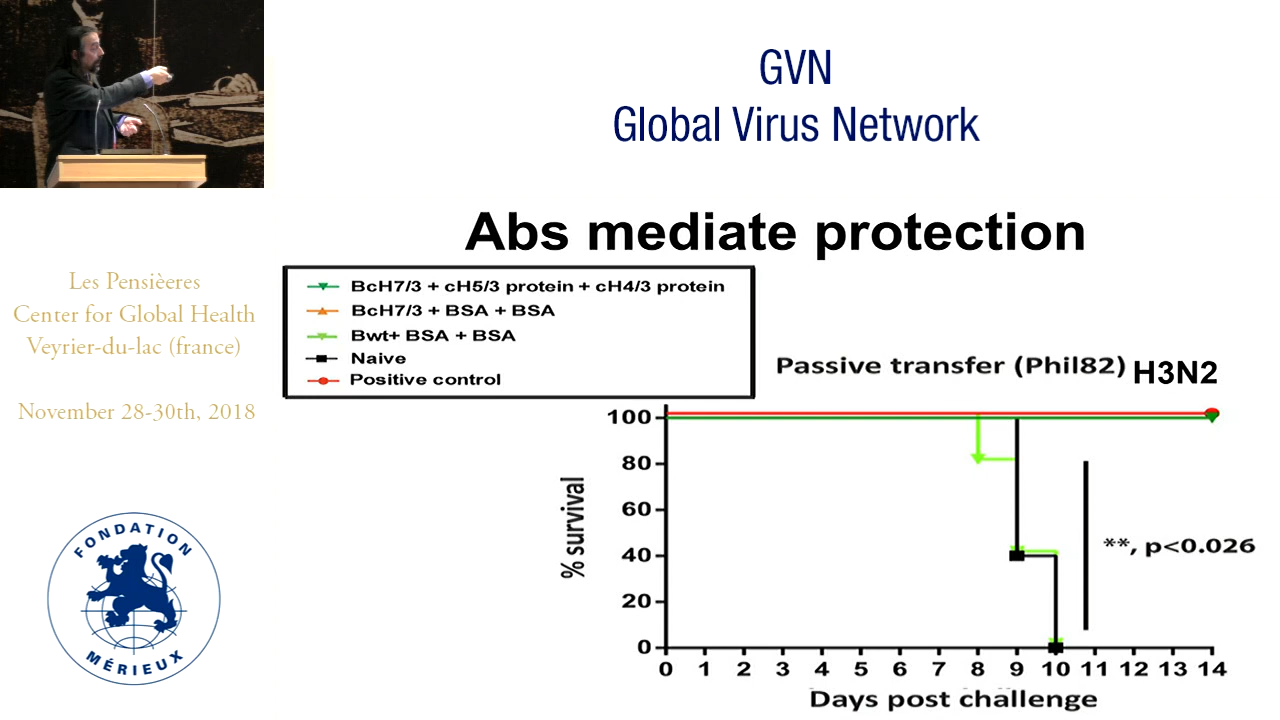 GVN
Global Virus Network
Les Pensièeres
Center for Global Health
Veyrier-du-lac (france)
November 28-30th, 2018
FONDATION
MÉRIEUX
Abs mediate protection
BcH7/3 + cH5/3 protein + cH4/3 protein
BcH7/3 + BSA + BSA
Bwt+ BSA + BSA
Naive
Positive control
Passive transfer (Phil82) H3N2
% survival
100
80
60
40
20
0
**, p<0.026
0 1 2 3 4 5 6 7 8 9 10 11 12 13 14
Days post challenge